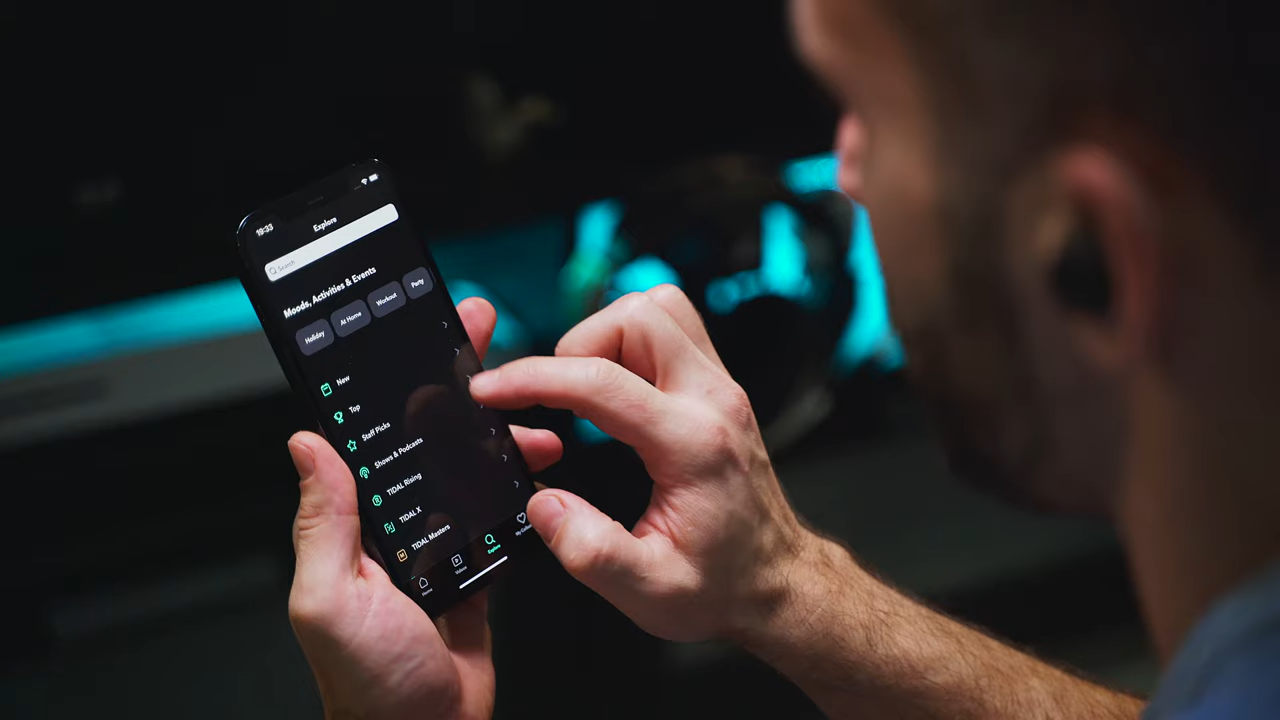 19:33
Explore
Search
Moods, Activities & Events
Holiday At Home Workout Party
New
Top
Staff Picks
Shows & Podcasts
TIDAL Rising
TIDAL X
TIDAL Masters
Home Videos Explore My